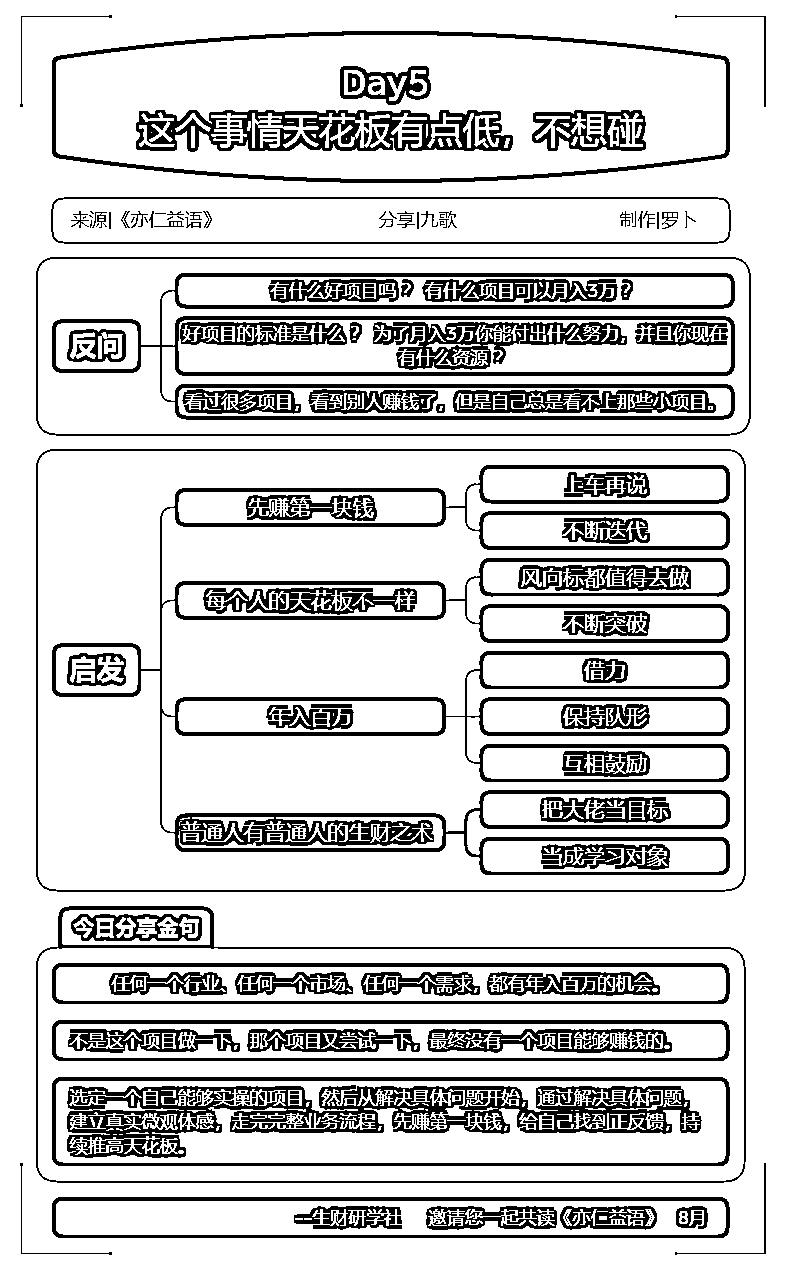 Day5
这个事情天花板有点低，不想碰
来源|《亦仁益语》 分享|九歌 制作|罗卜
反问
有什么好项目吗？ 有什么项目可以月入3万？
好项目的标准是什么？ 为了月入3万你能付出什么努力，并且你现在
有什么资源？
看过很多项目，看到别人赚钱了，但是自己总是看不上那些小项目。
启发
先赚第一块钱
上车再说
不断迭代
每个人的天花板不一样
风向标都值得去做
不断突破
年入百万
借力
保持队形
互相鼓励
普通人有普通人的生财之术
把大佬当目标
当成学习对象
今日分享金句
任何一个行业、任何一个市场、任何一个需求，都有年入百万的机会。
不是这个项目做一下，那个项目又尝试一下，最终没有一个项目能够赚钱的。
选定一个自己能够实操的项目，然后从解决具体问题开始，通过解决具体问题，
建立真实微观体感，走完完整业务流程，先赚第一块钱，给自己找到正反馈，持
续推高天花板。
—生财研学社 邀请您一起共读《亦仁益语》 8月